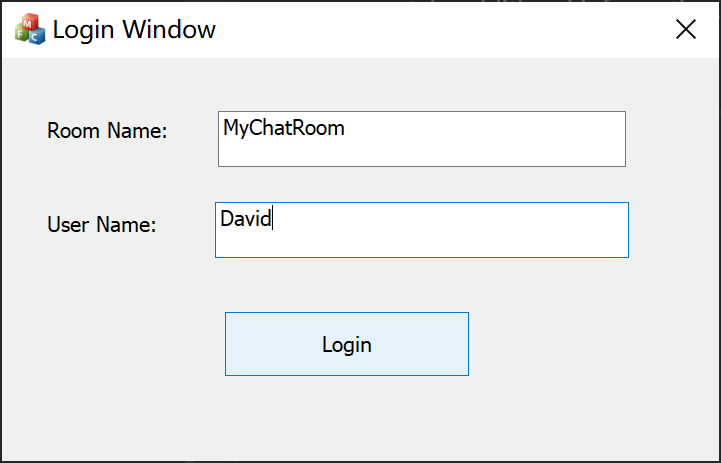 Login Window
Room Name: MyChatRoom
User Name: David
Login